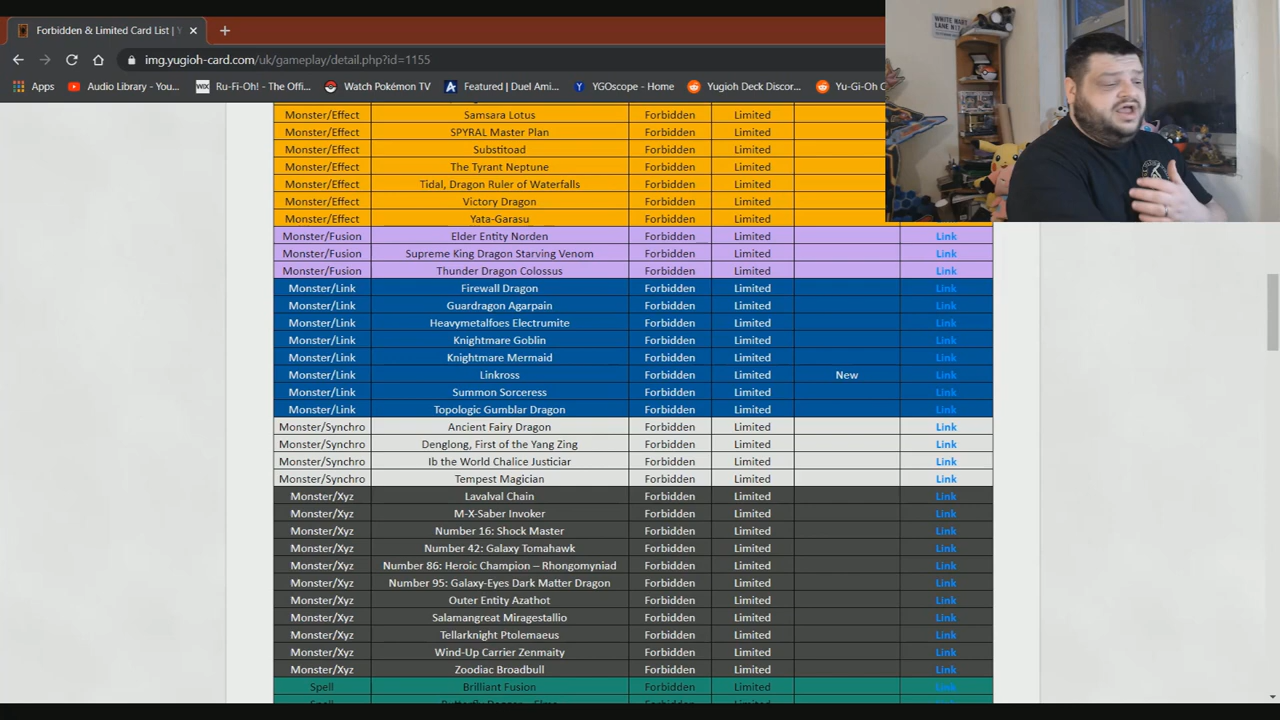 Forbidden & Limited Card List | Y
img.yugioh-card.com/uk/gameplay/detail.php?id=1155
Apps Audio Library - You... Ru-Fi-Oh! - The Offi... Watch Pokémon TV Featured | Duel Ami... YGOscope - Home Yugioh Deck Discor... Yu-Gi-Oh G
WHITE HART LANE N17
Monster/Effect Samsara Lotus Forbidden Limited
Monster/Effect SPYRAL Master Plan Forbidden Limited
Monster/Effect Substitoad Forbidden Limited
Monster/Effect The Tyrant Neptune Forbidden Limited
Monster/Effect Tidal, Dragon Ruler of Waterfalls Forbidden Limited
Monster/Effect Victory Dragon Forbidden Limited
Monster/Effect Yata-Garasu Forbidden Limited
Monster/Fusion Elder Entity Norden Forbidden Limited Link
Monster/Fusion Supreme King Dragon Starving Venom Forbidden Limited Link
Monster/Fusion Thunder Dragon Colossus Forbidden Limited Link
Monster/Link Firewall Dragon Forbidden Limited Link
Monster/Link Guardragon Agarpain Forbidden Limited Link
Monster/Link Heavymetalfoes Electrumite Forbidden Limited Link
Monster/Link Knightmare Goblin Forbidden Limited Link
Monster/Link Knightmare Mermaid Forbidden Limited Link
Monster/Link Linkross Forbidden Limited New Link
Monster/Link Summon Sorceress Forbidden Limited Link
Monster/Link Topologic Gumblar Dragon Forbidden Limited Link
Monster/Synchro Ancient Fairy Dragon Forbidden Limited Link
Monster/Synchro Denglong, First of the Yang Zing Forbidden Limited Link
Monster/Synchro Ib the World Chalice Justiciar Forbidden Limited Link
Monster/Synchro Tempest Magician Forbidden Limited Link
Monster/Xyz Lavalval Chain Forbidden Limited Link
Monster/Xyz M-X-Saber Invoker Forbidden Limited Link
Monster/Xyz Number 16: Shock Master Forbidden Limited Link
Monster/Xyz Number 42: Galaxy Tomahawk Forbidden Limited Link
Monster/Xyz Number 86: Heroic Champion – Rhongomyniad Forbidden Limited Link
Monster/Xyz Number 95: Galaxy-Eyes Dark Matter Dragon Forbidden Limited Link
Monster/Xyz Outer Entity Azathot Forbidden Limited Link
Monster/Xyz Salamangreat Miragestallio Forbidden Limited Link
Monster/Xyz Tellarknight Ptolemaeus Forbidden Limited Link
Monster/Xyz Wind-Up Carrier Zenmaity Forbidden Limited Link
Monster/Xyz Zoodiac Broadbull Forbidden Limited Link
Spell Brilliant Fusion Forbidden Limited Link